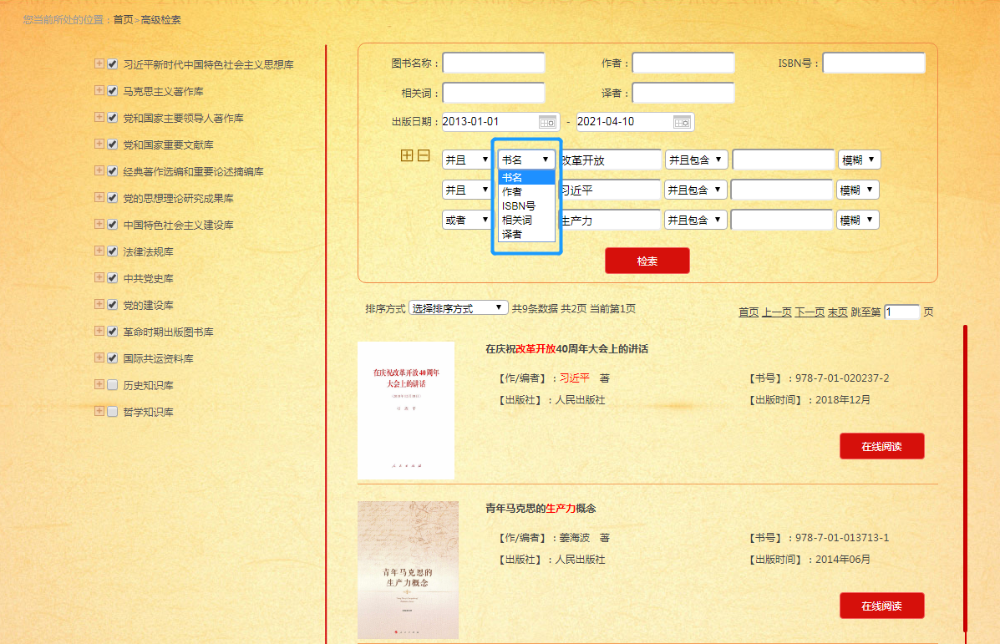 您当前所处的位置：首页>高级检索
习近平新时代中国特色社会主义思想库
马克思主义著作库
党和国家主要领导人著作库
党和国家重要文献库
经典著作选编和重要论述摘编库
党的思想理论研究成果库
中国特色社会主义建设库
法律法规库
中共党史库
党的建设库
革命时期出版图书库
国际共运资料库
历史知识库
哲学知识库
图书名称： 作者： ISBN号：
相关词： 译者：
出版日期：2013-01-01 - 2021-04-10
并且 书名 改革开放 并且包含 模糊
书名
作者
ISBN号
相关词
译者
并且 习近平 并且包含 模糊
或者 生产力 并且包含 模糊
检索
排序方式 选择排序方式 共9条数据 共2页 当前第1页
首页 上一页 下一页 末页 跳至第 1 页
在庆祝改革开放40周年
大会上的讲话
习 近 平
人 民 出 版 社
在庆祝改革开放40周年大会上的讲话
【作/编者】：习近平 著 【书号】：978-7-01-020237-2
【出版社】：人民出版社 【出版时间】：2018年12月
在线阅读
青年马克思的
生产力概念
青年马克思的生产力概念
【作/编者】：姜海波 著 【书号】：978-7-01-013713-1
【出版社】：人民出版社 【出版时间】：2014年06月
在线阅读